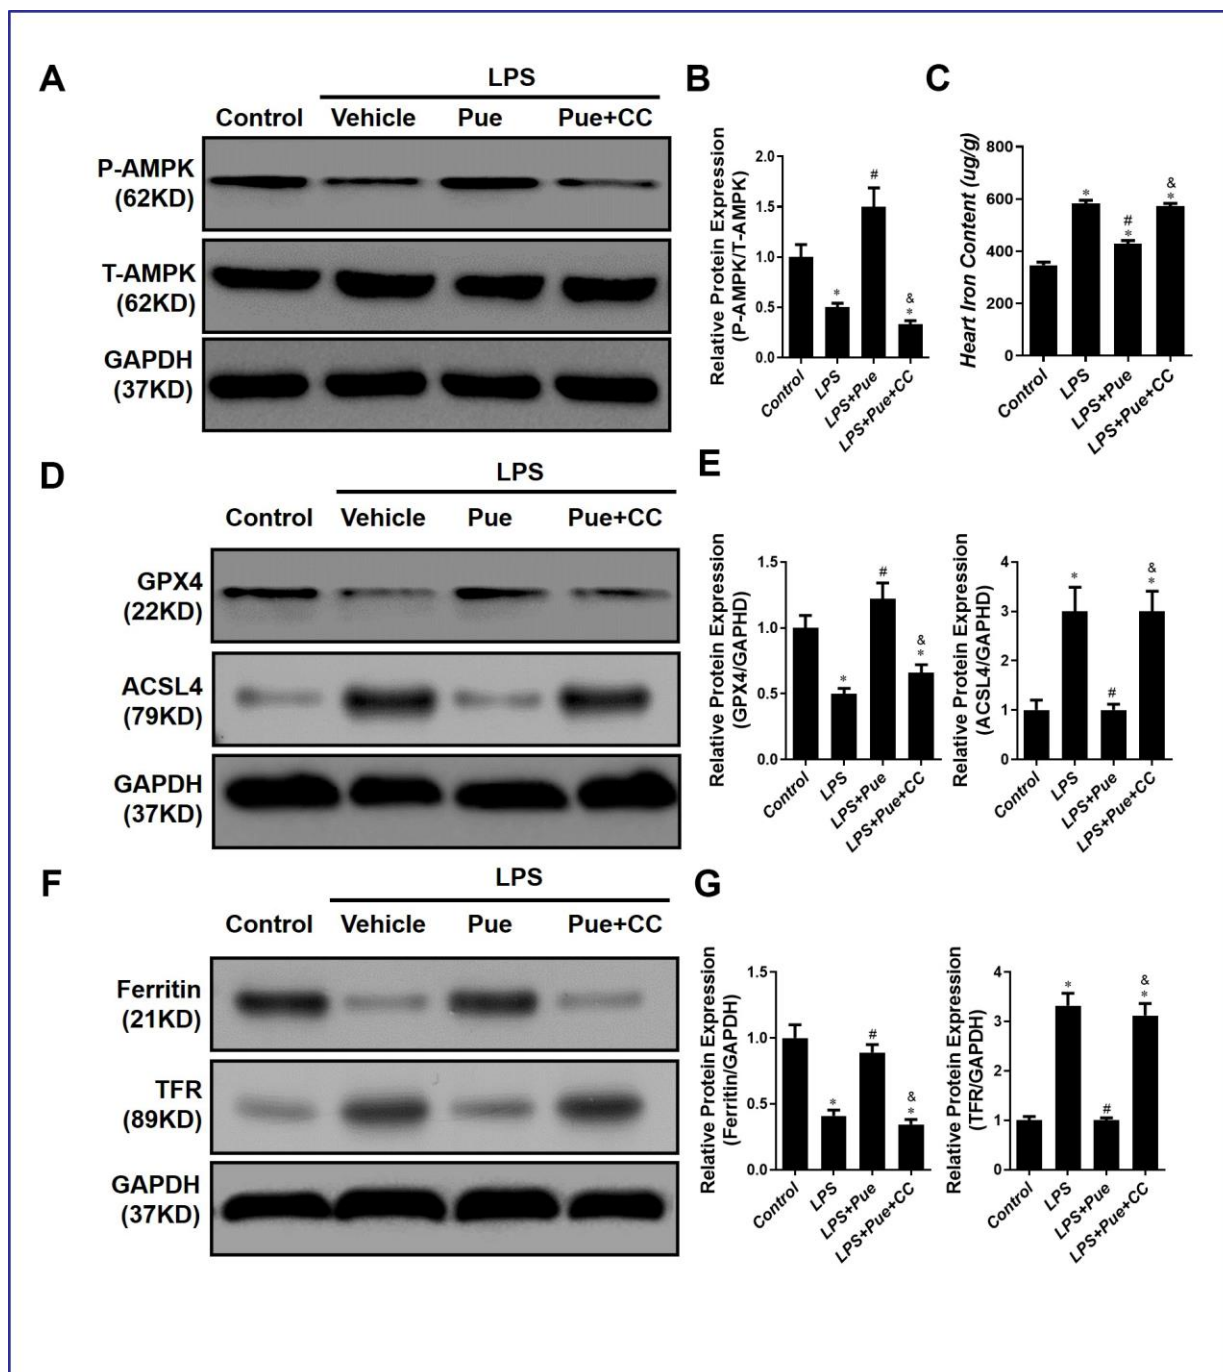 A
LPS
Control Vehicle Pue Pue+CC
P-AMPK
(62KD)
T-AMPK
(62KD)
GAPDH
(37KD)
B
Relative Protein Expression
(P-AMPK/T-AMPK)
2.0
1.5
1.0
0.5
0.0
#
*
&
*
Control
LPS
LPS+Pue
LPS+Pue+CC
C
Heart Iron Content (ug/g)
800
600
400
200
0
*
#
*
&
*
Control
LPS
LPS+Pue
LPS+Pue+CC
D
LPS
Control Vehicle Pue Pue+CC
GPX4
(22KD)
ACSL4
(79KD)
GAPDH
(37KD)
E
Relative Protein Expression
(GPX4/GAPHD)
1.5
1.0
0.5
0.0
*
#
&
*
Control
LPS
LPS+Pue
LPS+Pue+CC
Relative Protein Expression
(ACSL4/GAPHD)
4
3
2
1
0
*
#
&
*
Control
LPS
LPS+Pue
LPS+Pue+CC
F
LPS
Control Vehicle Pue Pue+CC
Ferritin
(21KD)
TFR
(89KD)
GAPDH
(37KD)
G
Relative Protein Expression
(Ferritin/GAPDH)
1.5
1.0
0.5
0.0
*
#
&
*
Control
LPS
LPS+Pue
LPS+Pue+CC
Relative Protein Expression
(TFR/GAPDH)
4
3
2
1
0
*
#
&
*
Control
LPS
LPS+Pue
LPS+Pue+CC